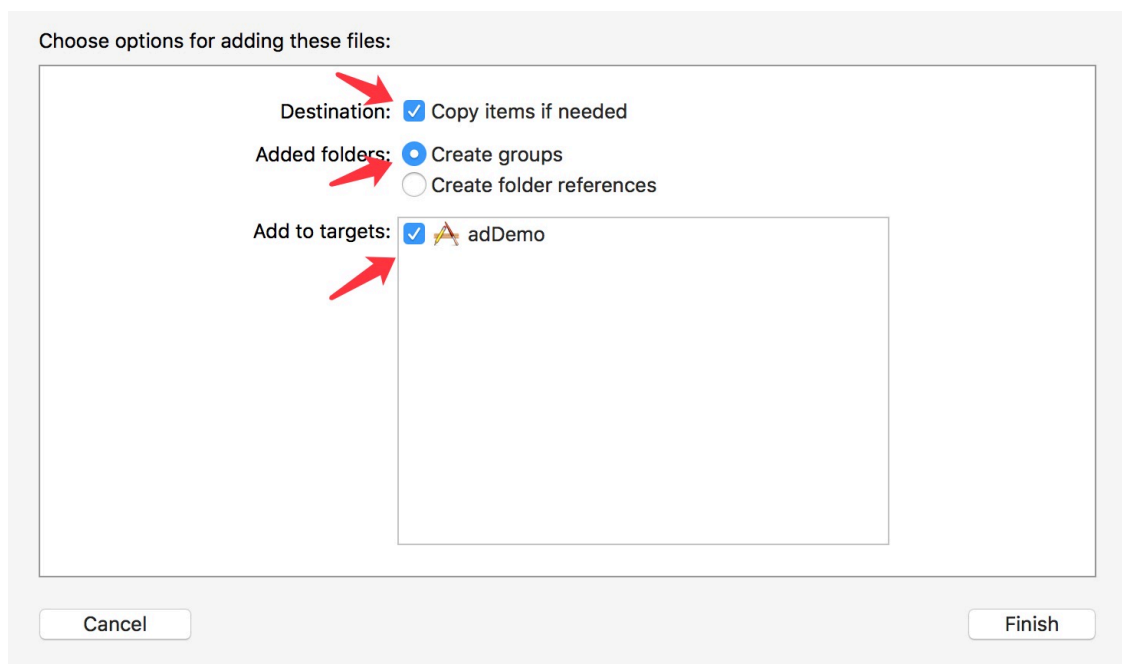 Choose options for adding these files:
Destination: Copy items if needed
Added folders: Create groups
Create folder references
Add to targets: adDemo
Cancel Finish